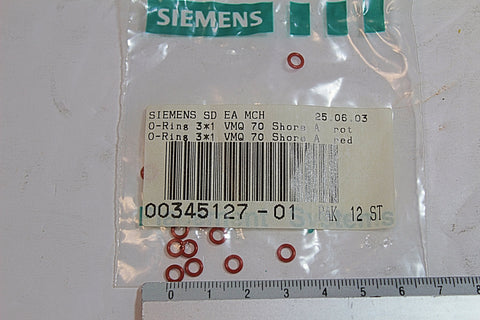 SIEMENS
SIEMENS SD EA MCH 25.06.03
O-Ring 3*1 VMQ 70 Shore A rot
O-Ring 3*1 VMQ 70 Shore A red
00345127-01 PAK 12 ST
Systems
0 1 2 3 4 5 6 7 8